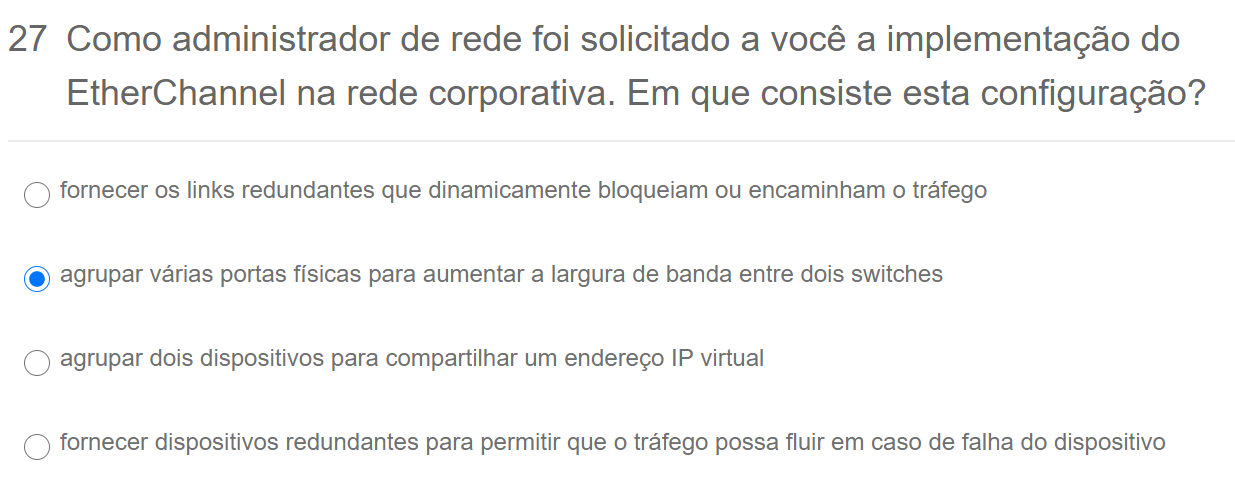 27 Como administrador de rede foi solicitado a você a implementação do
EtherChannel na rede corporativa. Em que consiste esta configuração?
fornecer os links redundantes que dinamicamente bloqueiam ou encaminham o tráfego
agrupar várias portas físicas para aumentar a largura de banda entre dois switches
agrupar dois dispositivos para compartilhar um endereço IP virtual
fornecer dispositivos redundantes para permitir que o tráfego possa fluir em caso de falha do dispositivo